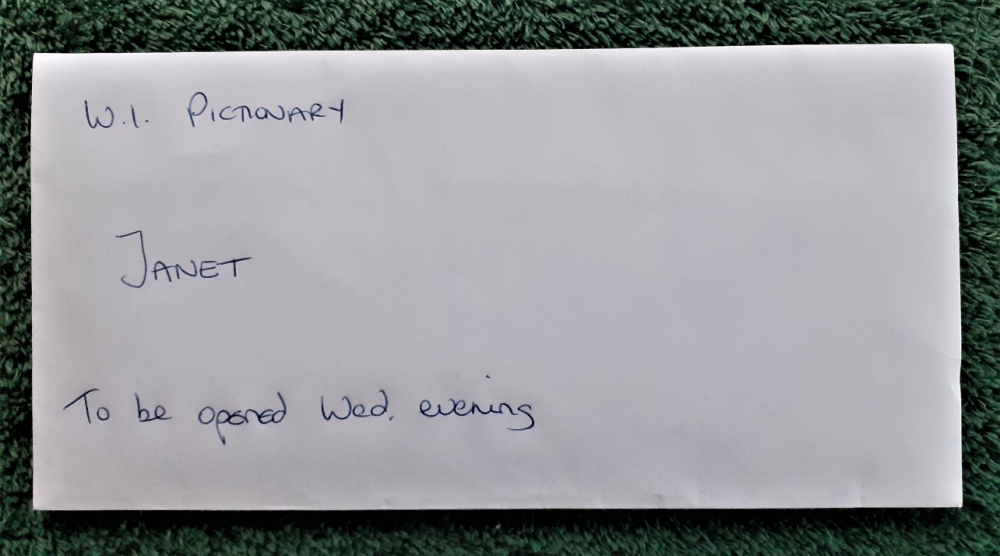 W.I. PICTIONARY
JANET
To be opened Wed. evening